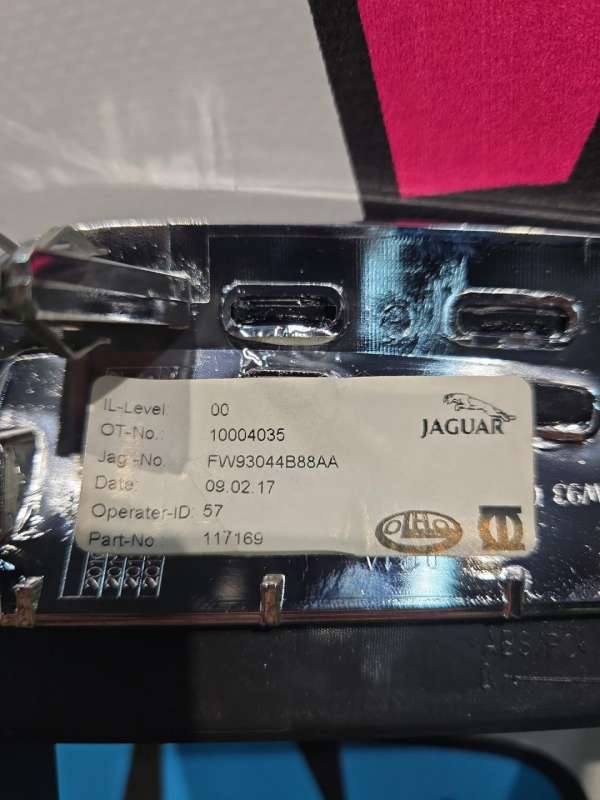 IL-Level: 00
OT-No.: 10004035
Jag.-No. FW93044B88AA
Date: 09.02.17
Operater-ID: 57
Part-No.: 117169
JAGUAR